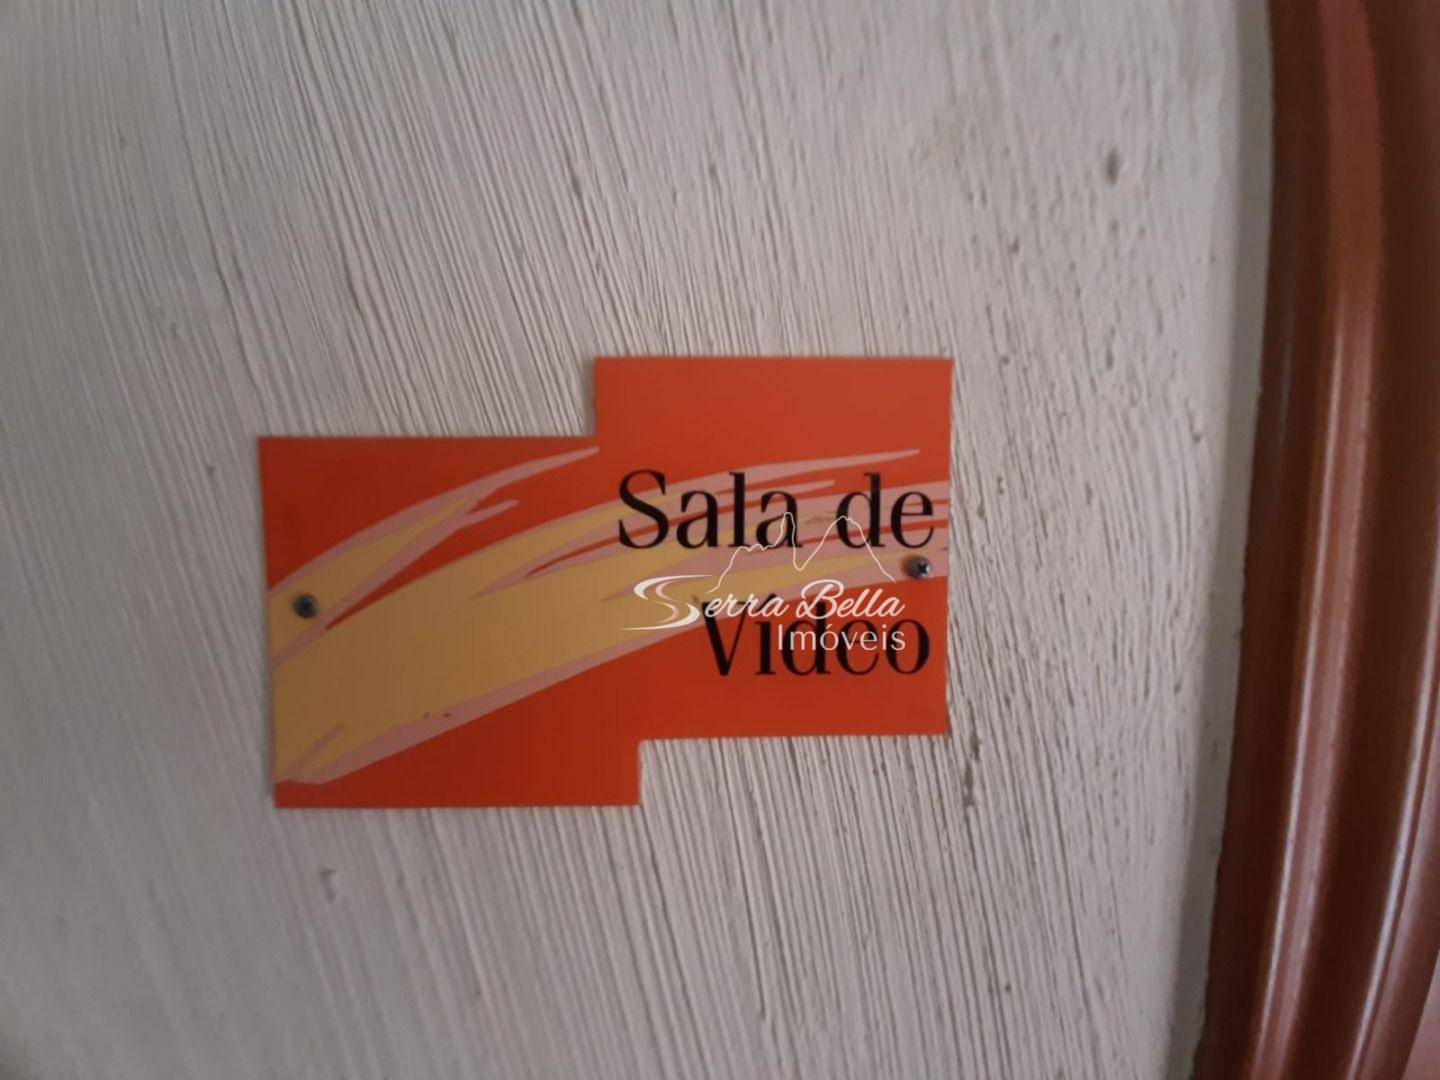 Sala de
Serra Bella
Imóveis
Vídeo